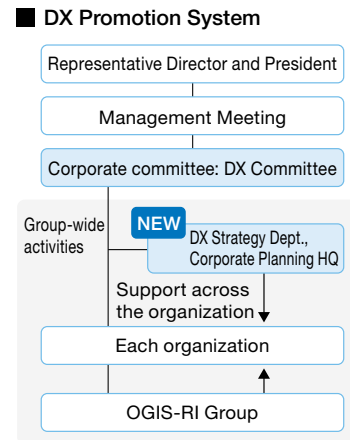 ■ DX Promotion System
Representative Director and President
Management Meeting
Corporate committee: DX Committee
Group-wide
activities
NEW
DX Strategy Dept.,
Corporate Planning HQ
Support across
the organization
Each organization
OGIS-RI Group